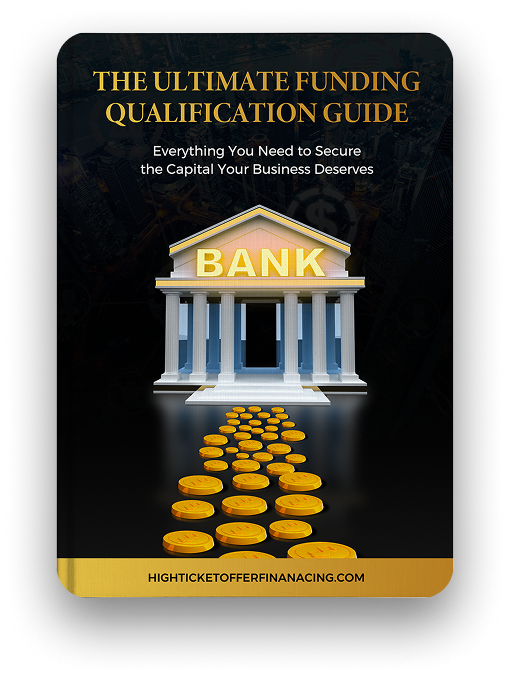 THE ULTIMATE FUNDING
QUALIFICATION GUIDE
Everything You Need to Secure
the Capital Your Business Deserves
BANK
HIGHTICKETOFFERFINANACING.COM